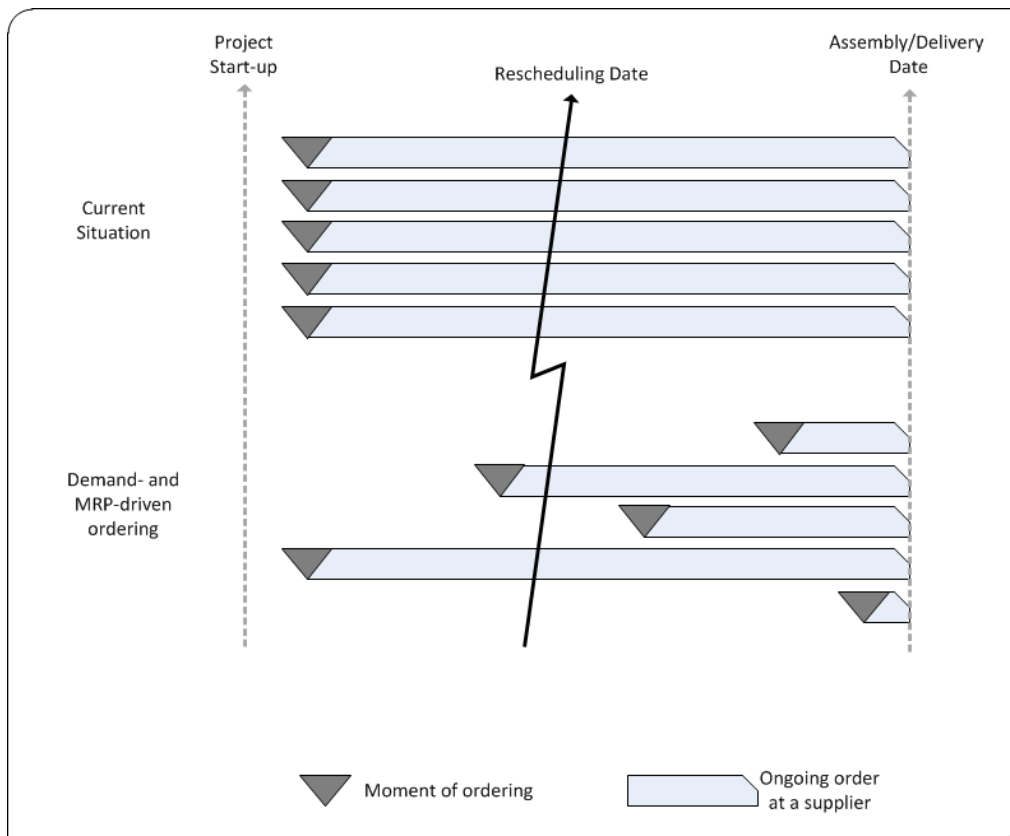 Project
Start-up
Rescheduling Date
Assembly/Delivery
Date
Current
Situation
Demand- and
MRP-driven
ordering
Moment of ordering
Ongoing order
at a supplier